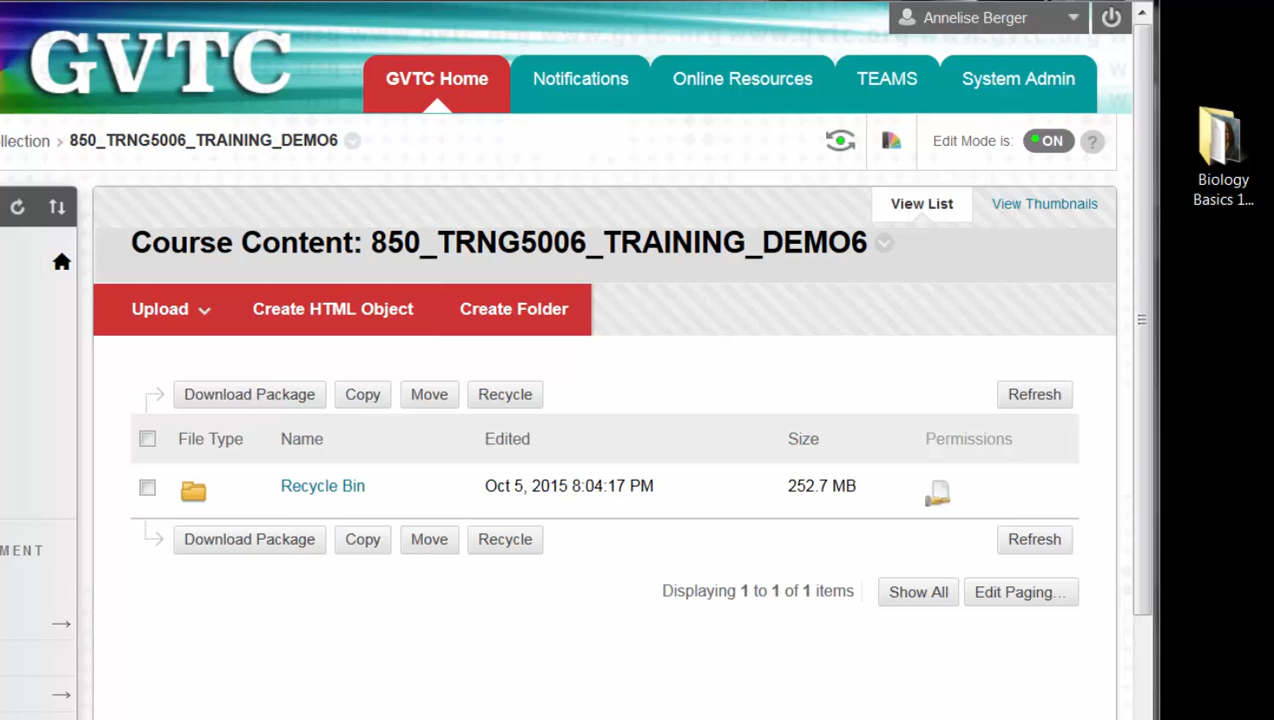 Annelise Berger
GVTC
GVTC Home Notifications Online Resources TEAMS System Admin
llection > 850_TRNG5006_TRAINING_DEMO6
Edit Mode is: ON ?
View List View Thumbnails
Course Content: 850_TRNG5006_TRAINING_DEMO6
Upload Create HTML Object Create Folder
Download Package Copy Move Recycle Refresh
File Type Name Edited Size Permissions
Recycle Bin Oct 5, 2015 8:04:17 PM 252.7 MB
Download Package Copy Move Recycle Refresh
MENT
Displaying 1 to 1 of 1 items Show All Edit Paging...
Biology
Basics 1...